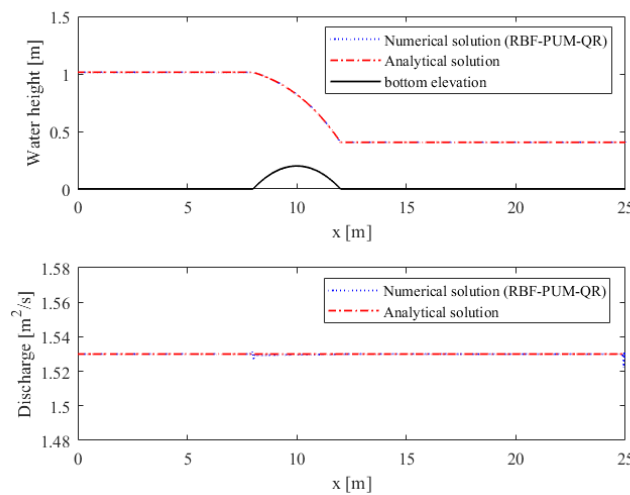 1.5
1
0.5
0
Water height [m]
Numerical solution (RBF-PUM-QR)
Analytical solution
bottom elevation
0 5 10 15 20 25
x [m]
1.58
1.56
1.54
1.52
1.5
1.48
Discharge [m²/s]
Numerical solution (RBF-PUM-QR)
Analytical solution
0 5 10 15 20 25
x [m]